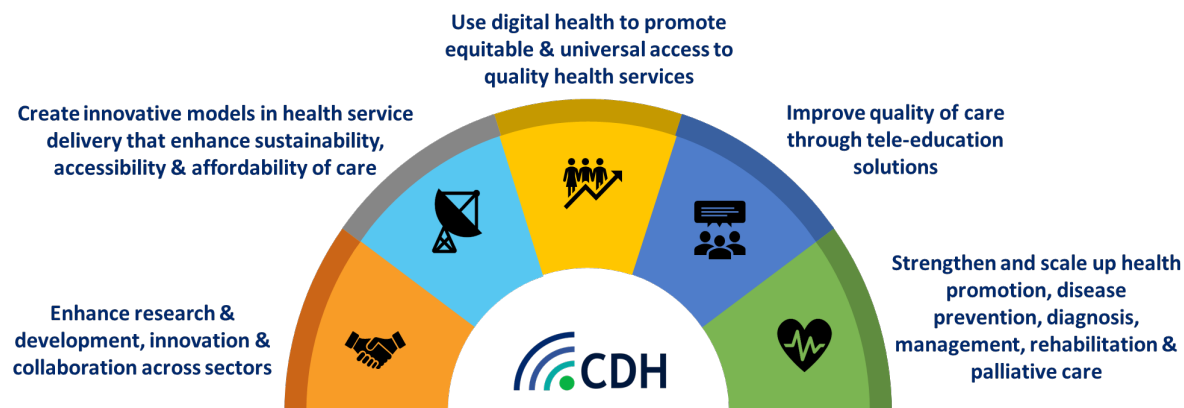 Use digital health to promote
equitable & universal access to
quality health services
Create innovative models in health service
delivery that enhance sustainability,
accessibility & affordability of care
Improve quality of care
through tele-education
solutions
Enhance research &
development, innovation &
collaboration across sectors
Strengthen and scale up health
promotion, disease
prevention, diagnosis,
management, rehabilitation &
palliative care
CDH